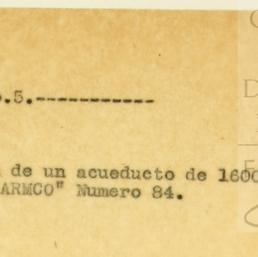 .5.-----------
de un acueducto de 1600
ARMCO" Numero 84.